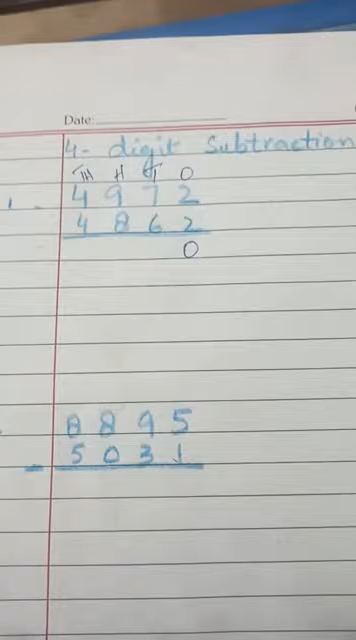 Date:
4- digit Subtraction
TH H T O
1 - 4 9 7 2
4 8 6 2
0
8 8 9 5
- 5 0 3 1